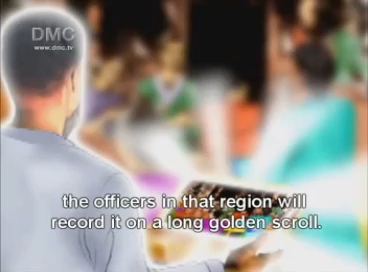 DMC
www.dmc.tv
the officers in that region will
record it on a long golden scroll.